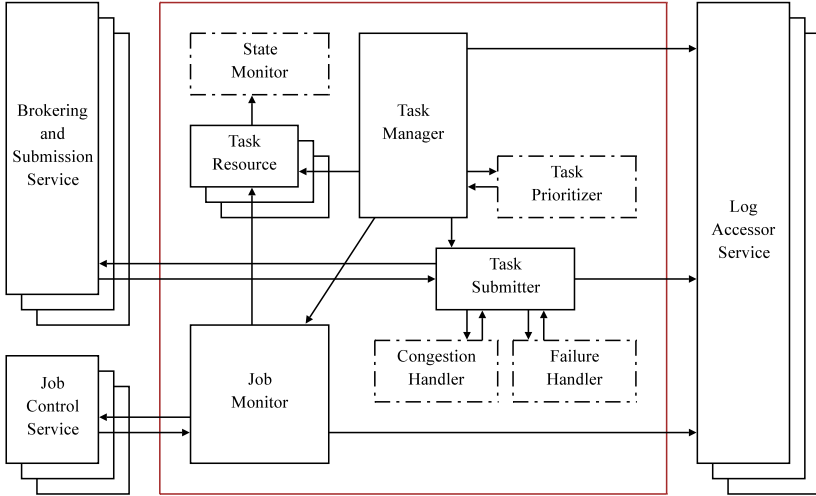 Brokering
and
Submission
Service
State
Monitor
Task
Manager
Task
Resource
Task
Prioritizer
Log
Accessor
Service
Task
Submitter
Congestion
Handler
Failure
Handler
Job
Control
Service
Job
Monitor